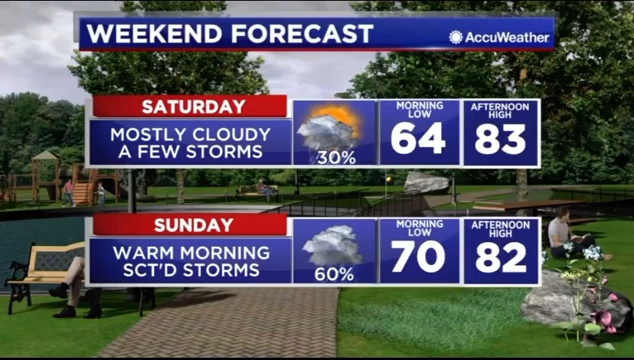 WEEKEND FORECAST
AccuWeather
SATURDAY
MOSTLY CLOUDY
A FEW STORMS
30%
MORNING
LOW
64
AFTERNOON
HIGH
83
SUNDAY
WARM MORNING
SCT'D STORMS
60%
MORNING
LOW
70
AFTERNOON
HIGH
82